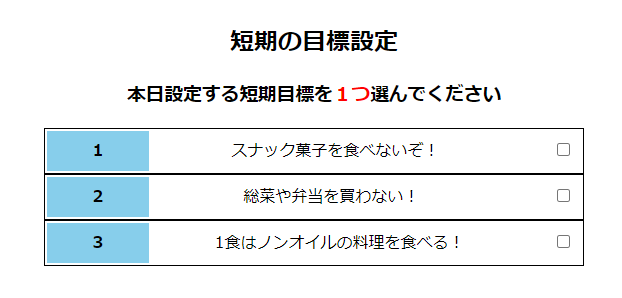 短期の目標設定
本日設定する短期目標を１つ選んでください
1 スナック菓子を食べないぞ！
2 総菜や弁当を買わない！
3 1食はノンオイルの料理を食べる！